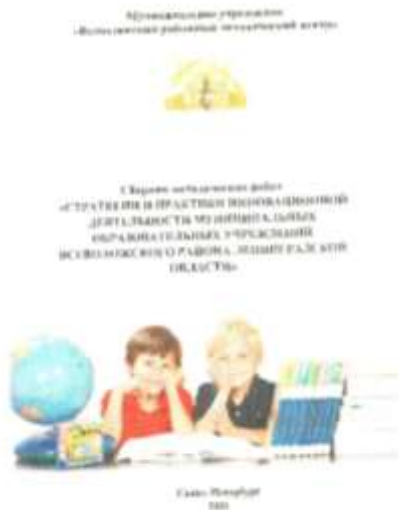 Муниципальное учреждение
«Всеволожский районный методический центр»
Сборник методических работ
«СТРАТЕГИИ И ПРАКТИКИ ИННОВАЦИОННОЙ
ДЕЯТЕЛЬНОСТИ МУНИЦИПАЛЬНЫХ
ОБРАЗОВАТЕЛЬНЫХ УЧРЕЖДЕНИЙ
ВСЕВОЛОЖСКОГО РАЙОНА ЛЕНИНГРАДСКОЙ
ОБЛАСТИ»
Санкт-Петербург